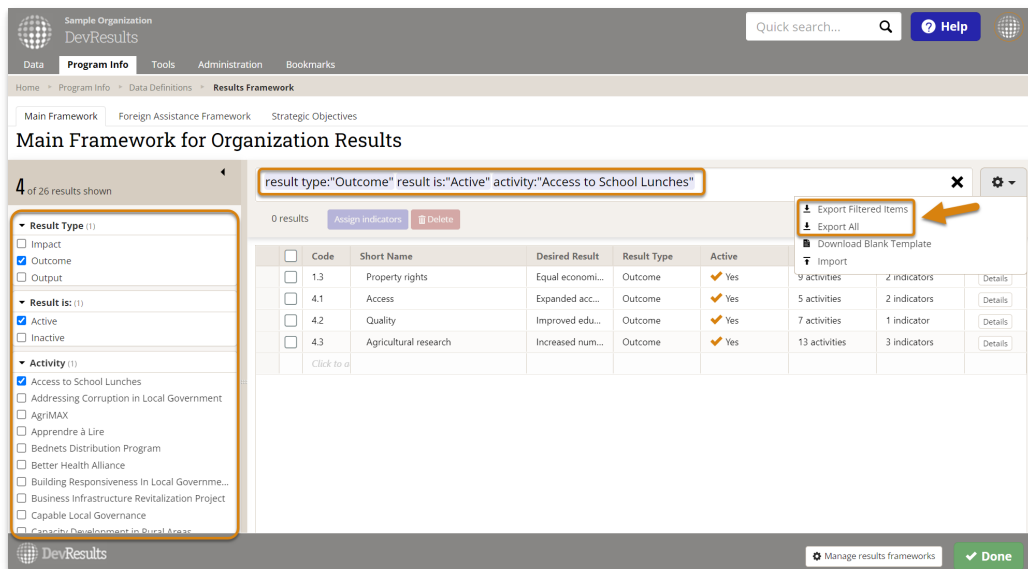 Sample Organization
DevResults
Quick search...
Help
Data Program Info Tools Administration Bookmarks
Home Program Info Data Definitions Results Framework
Main Framework Foreign Assistance Framework Strategic Objectives
Main Framework for Organization Results
4 of 26 results shown
Result Type (1)
Impact
Outcome
Output
Result is: (1)
Active
Inactive
Activity (1)
Access to School Lunches
Addressing Corruption in Local Government
AgriMAX
Apprendre à Lire
Bednets Distribution Program
Better Health Alliance
Building Responsiveness In Local Governme...
Business Infrastructure Revitalization Project
Capable Local Governance
Capacity Development in Rural Areas
result type:"Outcome" result is:"Active" activity:"Access to School Lunches"
0 results Assign indicators Delete
Export Filtered Items
Export All
Download Blank Template
Import
Code Short Name Desired Result Result Type Active
1.3 Property rights Equal economi... Outcome Yes 9 activities 2 indicators Details
4.1 Access Expanded acc... Outcome Yes 5 activities 2 indicators Details
4.2 Quality Improved edu... Outcome Yes 7 activities 1 indicator Details
4.3 Agricultural research Increased num... Outcome Yes 13 activities 3 indicators Details
Click to a
DevResults
Manage results frameworks
Done